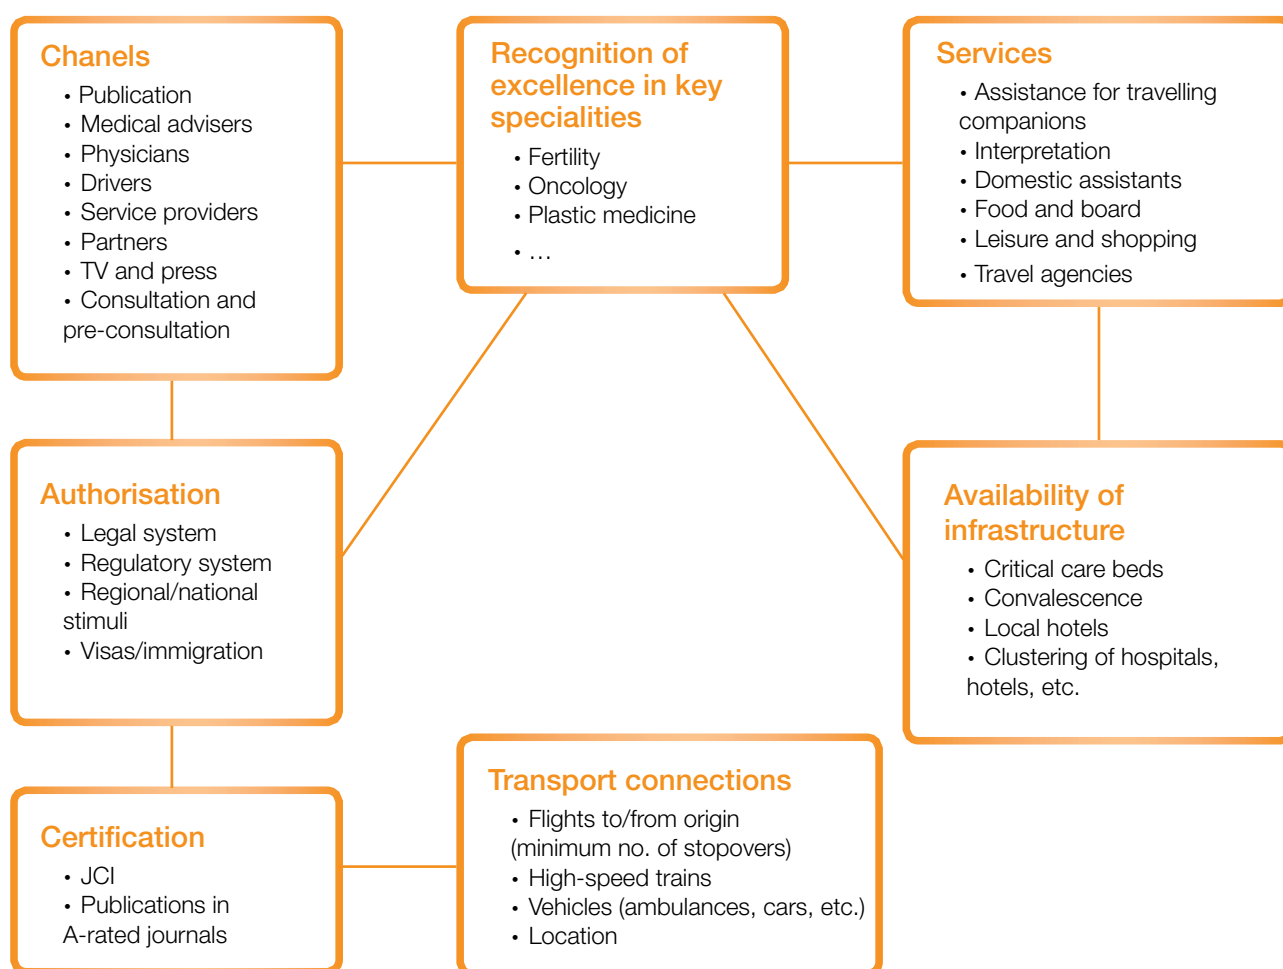 Chanels
• Publication
• Medical advisers
• Physicians
• Drivers
• Service providers
• Partners
• TV and press
• Consultation and
pre-consultation
Recognition of
excellence in key
specialities
• Fertility
• Oncology
• Plastic medicine
• …
Services
• Assistance for travelling
companions
• Interpretation
• Domestic assistants
• Food and board
• Leisure and shopping
• Travel agencies
Authorisation
• Legal system
• Regulatory system
• Regional/national
stimuli
• Visas/immigration
Availability of
infrastructure
• Critical care beds
• Convalescence
• Local hotels
• Clustering of hospitals,
hotels, etc.
Certification
• JCI
• Publications in
A-rated journals
Transport connections
• Flights to/from origin
(minimum no. of stopovers)
• High-speed trains
• Vehicles (ambulances, cars, etc.)
• Location